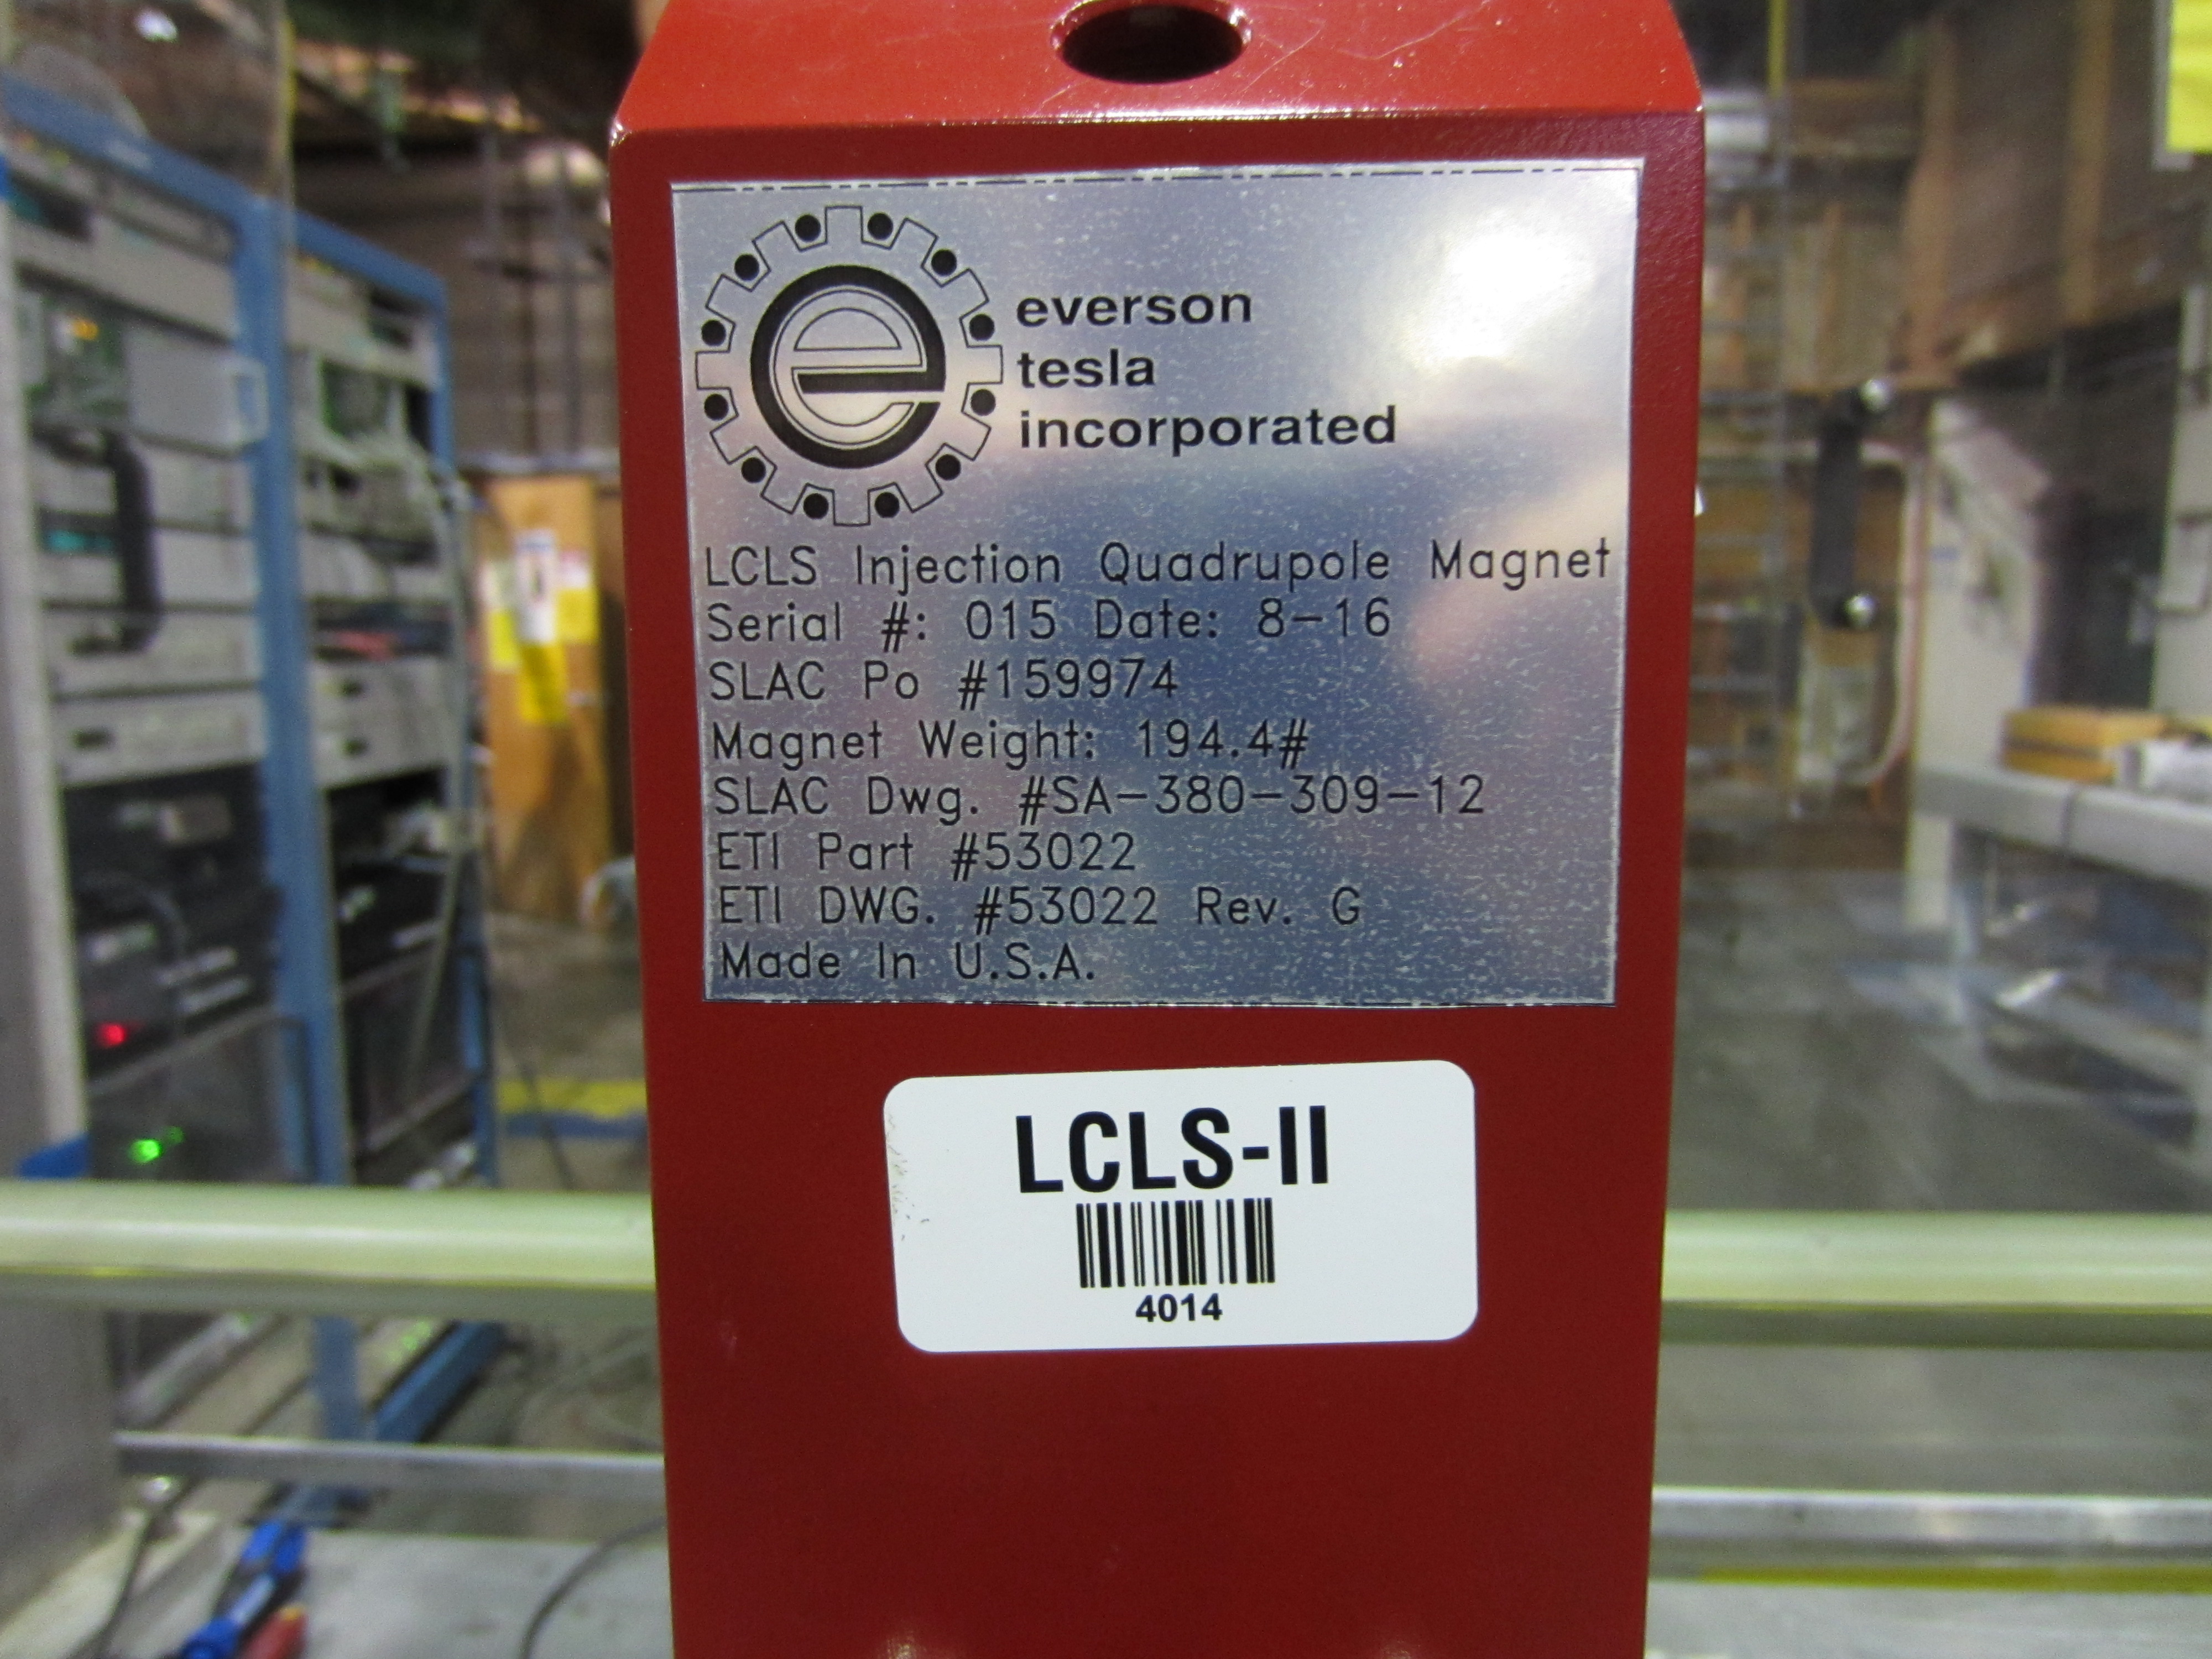 e
everson
tesla
incorporated
LCLS Injection Quadrupole Magnet
Serial #: 015 Date: 8-16
SLAC Po #159974
Magnet Weight: 194.4#
SLAC Dwg. #SA-380-309-12
ETI Part #53022
ETI DWG. #53022 Rev. G
Made In U.S.A.
LCLS-II
4014